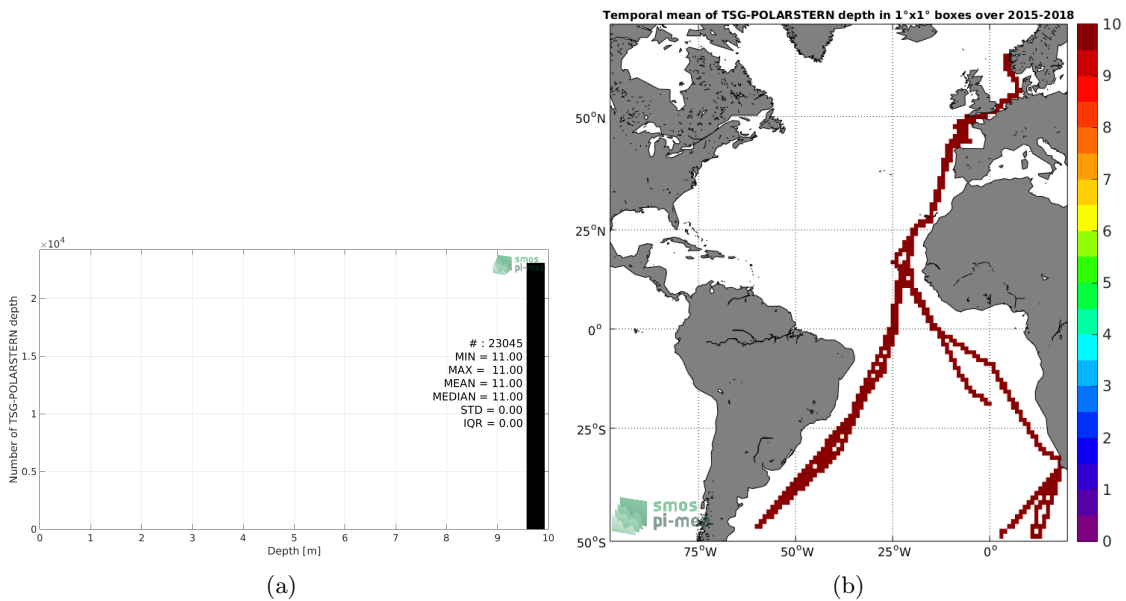 ×10⁴
2
1.5
1
0.5
0
Number of TSG-POLARSTERN depth
smos
# : 23045
MIN = 11.00
MAX = 11.00
MEAN = 11.00
MEDIAN = 11.00
STD = 0.00
IQR = 0.00
0 1 2 3 4 5 6 7 8 9 10
Depth [m]
(a)
Temporal mean of TSG-POLARSTERN depth in 1°x1° boxes over 2015-2018
50°N
25°N
0°
25°S
50°S
75°W 50°W 25°W 0°
smos
10
9
8
7
6
5
4
3
2
1
0
(b)